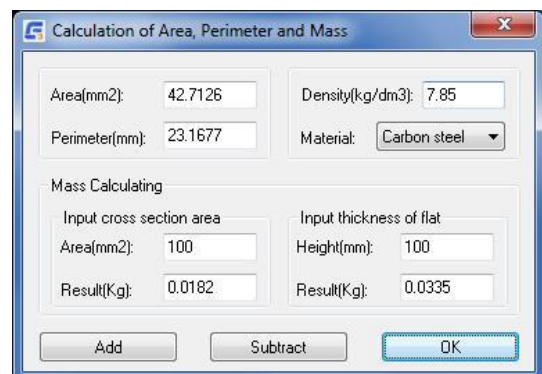 Calculation of Area, Perimeter and Mass
Area(mm2): 42.7126 Density(kg/dm3): 7.85
Perimeter(mm): 23.1677 Material: Carbon steel
Mass Calculating
Input cross section area Input thickness of flat
Area(mm2): 100 Height(mm): 100
Result(Kg): 0.0182 Result(Kg): 0.0335
Add Subtract OK